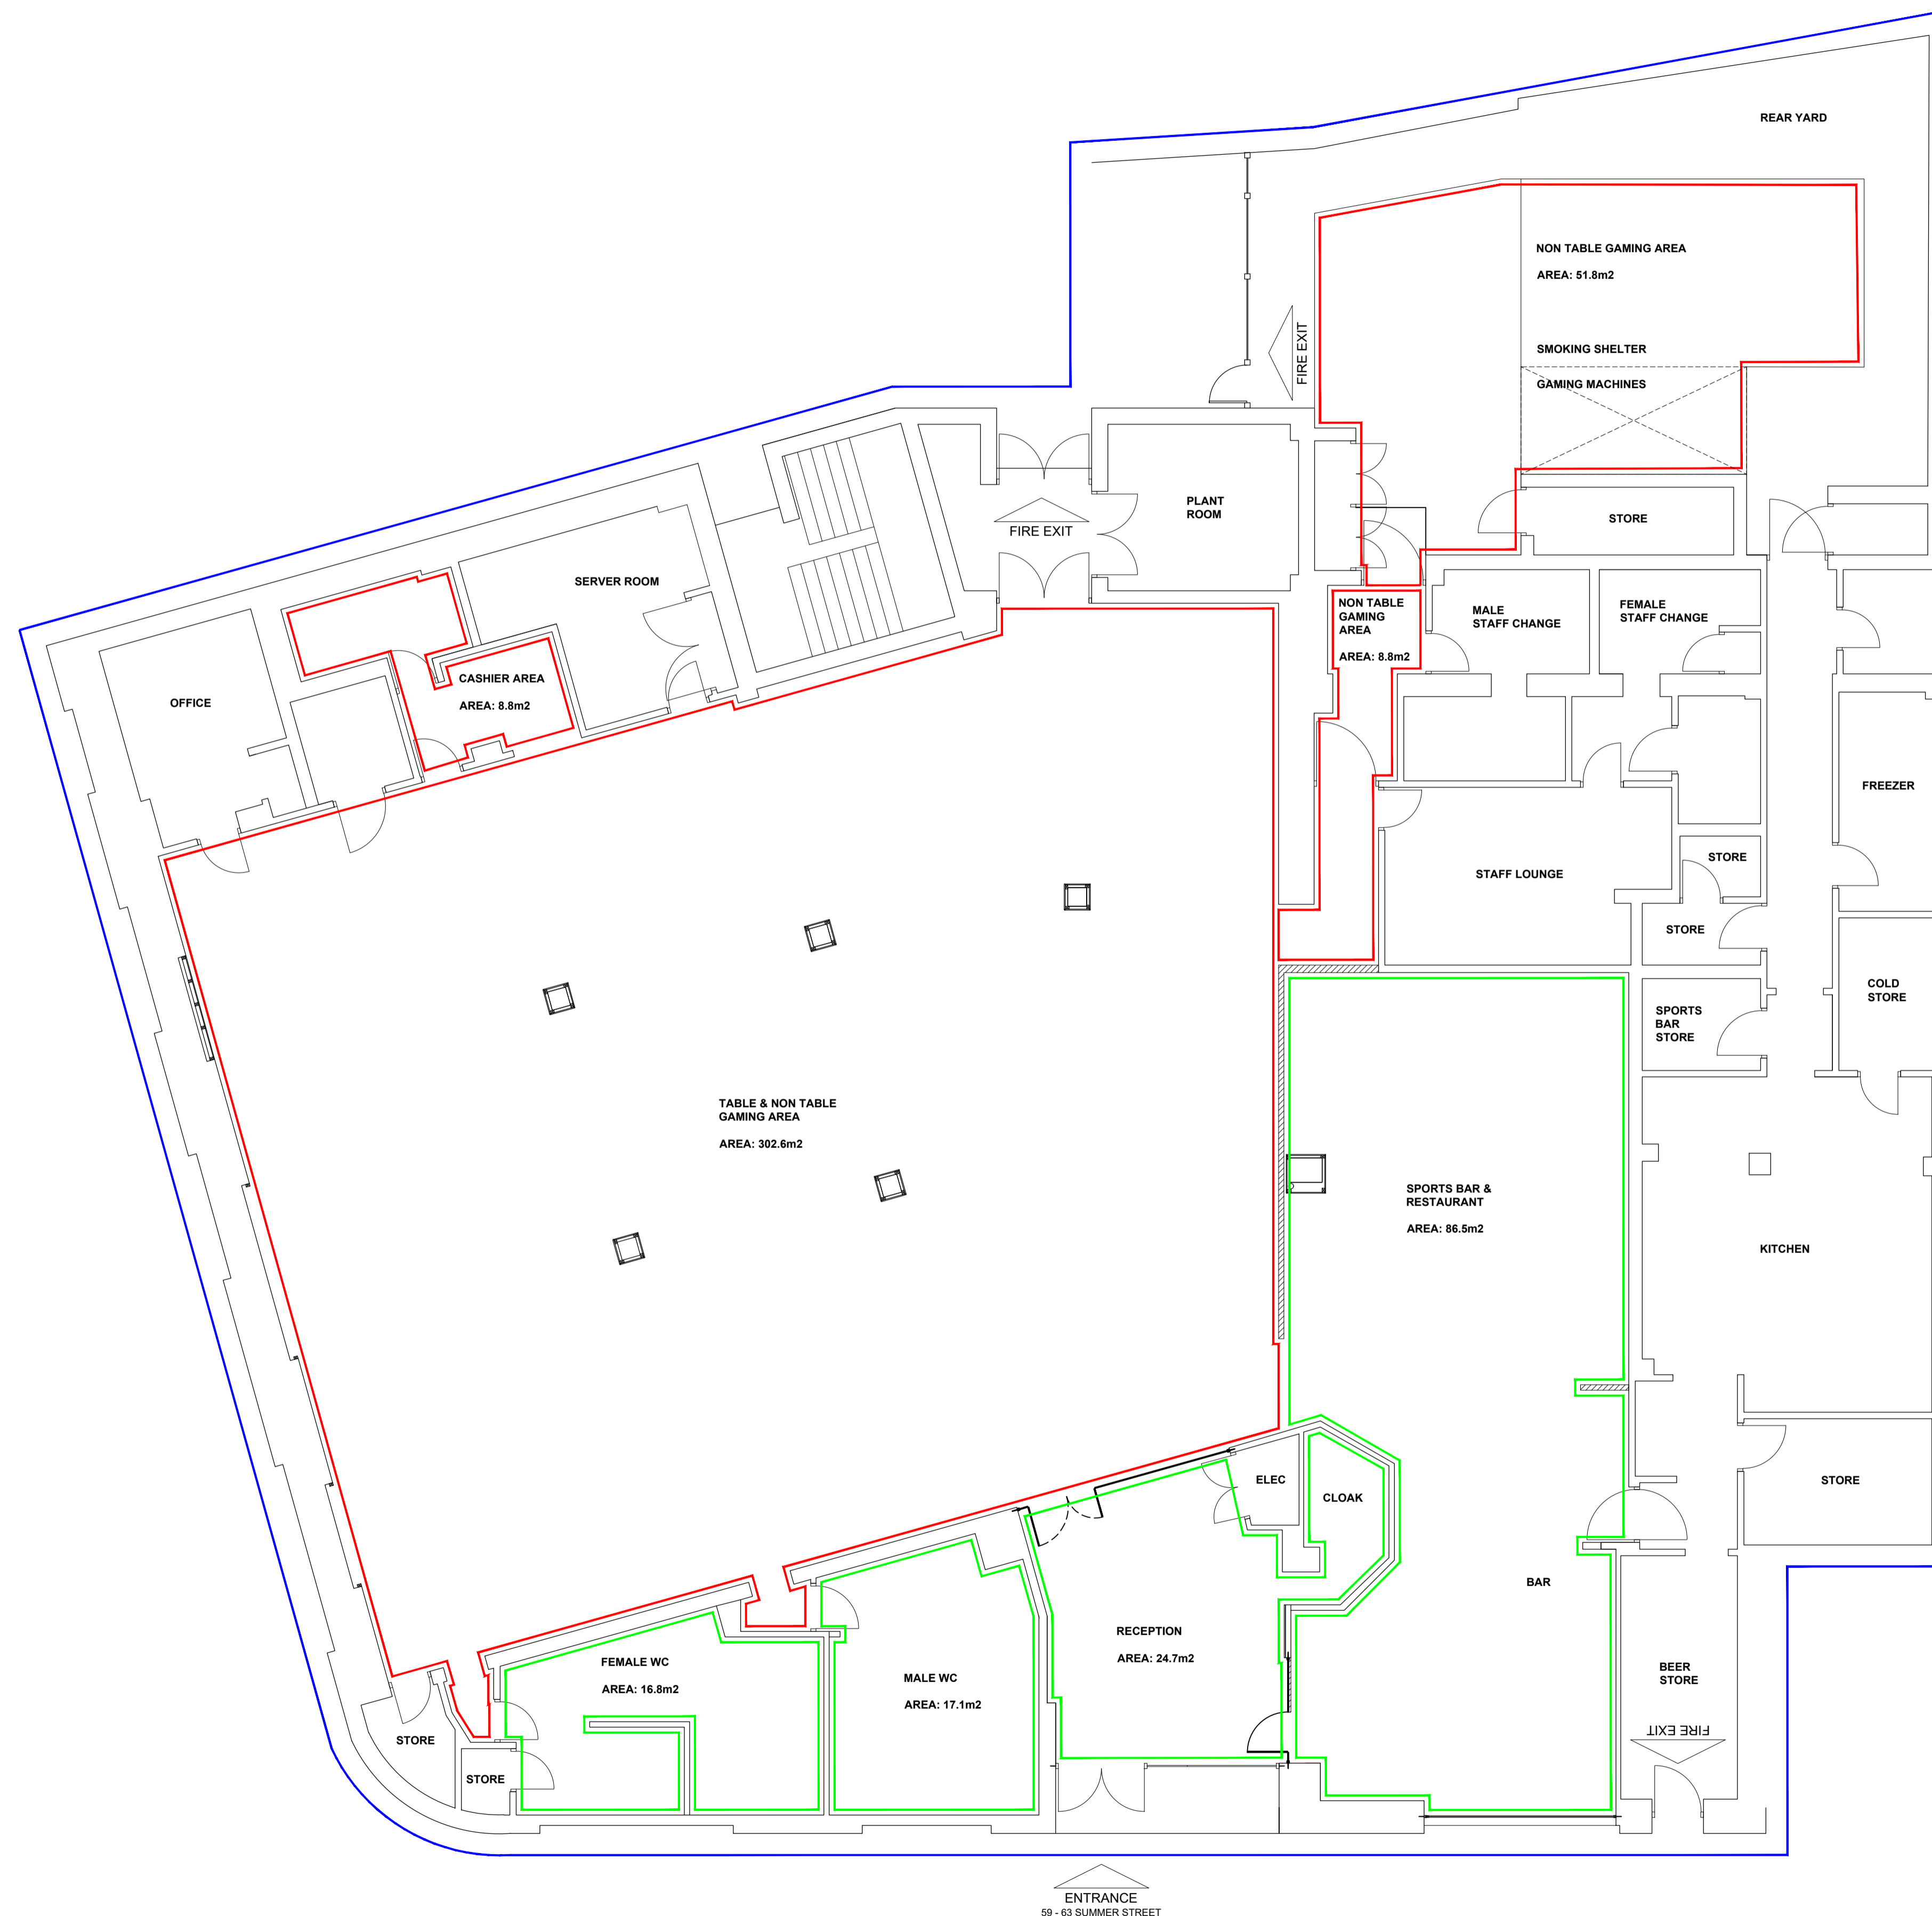 REAR YARD
NON TABLE GAMING AREA
AREA: 51.8m2
SMOKING SHELTER
GAMING MACHINES
FIRE EXIT
PLANT
ROOM
STORE
FIRE EXIT
SERVER ROOM
NON TABLE
GAMING
AREA
AREA: 8.8m2
MALE
STAFF CHANGE
FEMALE
STAFF CHANGE
CASHIER AREA
AREA: 8.8m2
OFFICE
FREEZER
STORE
STAFF LOUNGE
STORE
COLD
STORE
SPORTS
BAR
STORE
TABLE & NON TABLE
GAMING AREA
AREA: 302.6m2
SPORTS BAR &
RESTAURANT
AREA: 86.5m2
KITCHEN
ELEC
CLOAK
STORE
BAR
RECEPTION
AREA: 24.7m2
FEMALE WC
AREA: 16.8m2
MALE WC
AREA: 17.1m2
BEER
STORE
FIRE EXIT
STORE
STORE
ENTRANCE
59 - 63 SUMMER STREET